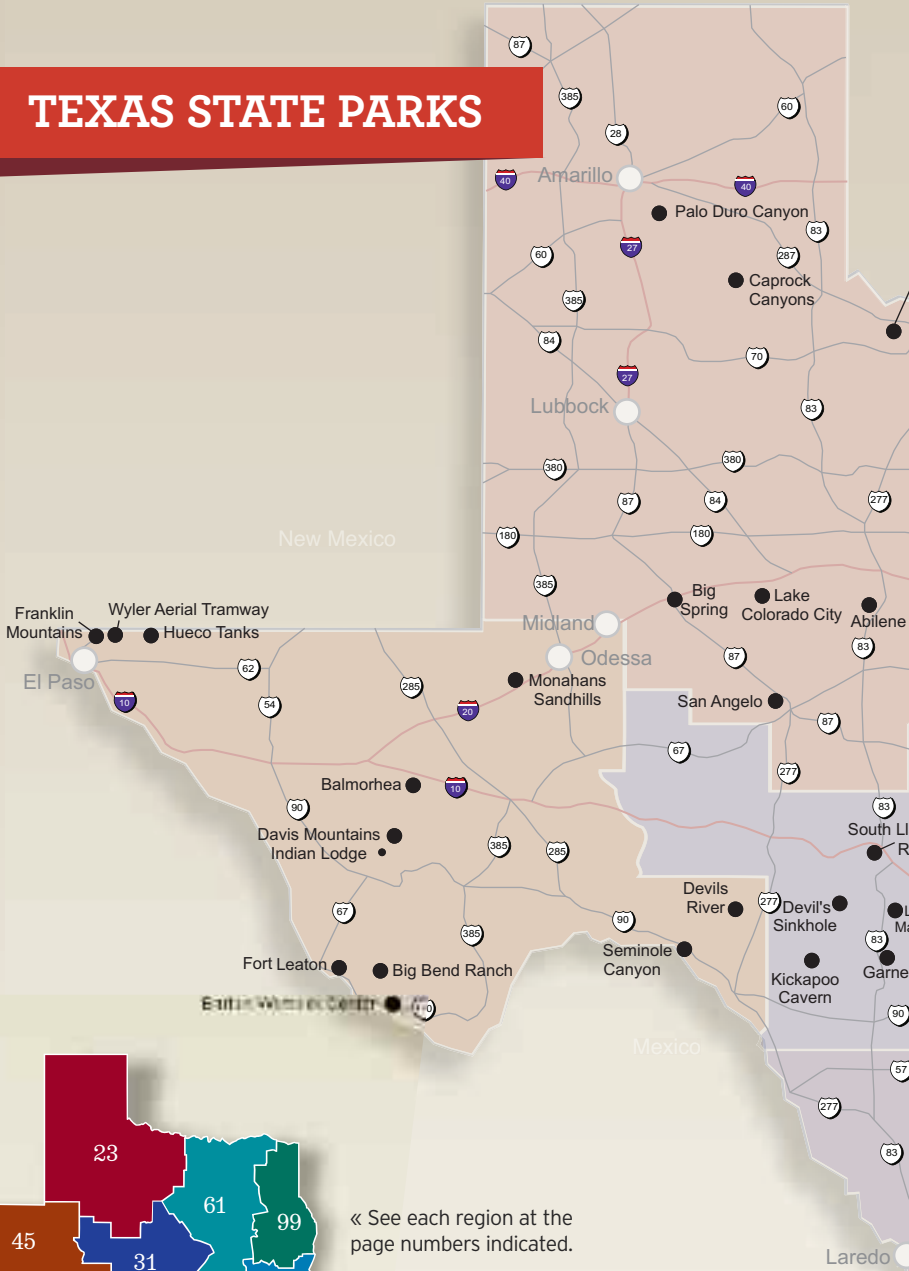 TEXAS STATE PARKS
87
385
60
28
40
Amarillo
40
Palo Duro Canyon
83
27
60
287
Caprock
Canyons
385
84
70
27
Lubbock
83
380
380
87
84
277
180
180
New Mexico
385
Big
Spring
Lake
Colorado City
Abilene
Franklin
Mountains
Wyler Aerial Tramway
Hueco Tanks
Midland
Odessa
83
87
El Paso
62
285
Monahans
Sandhills
10
54
20
San Angelo
87
67
277
Balmorhea
10
90
83
Davis Mountains
Indian Lodge
385
285
South Ll
R
Devils
River
277
Devil's
Sinkhole
L
Ma
67
90
385
83
Seminole
Canyon
Fort Leaton
Big Bend Ranch
Kickapoo
Cavern
Garne
Center
90
Mexico
57
277
83
23
61
99
45
31
« See each region at the
page numbers indicated.
Laredo